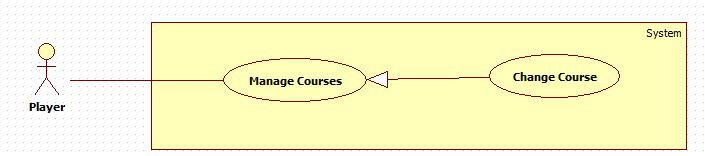 System
Manage Courses
Change Course
Player